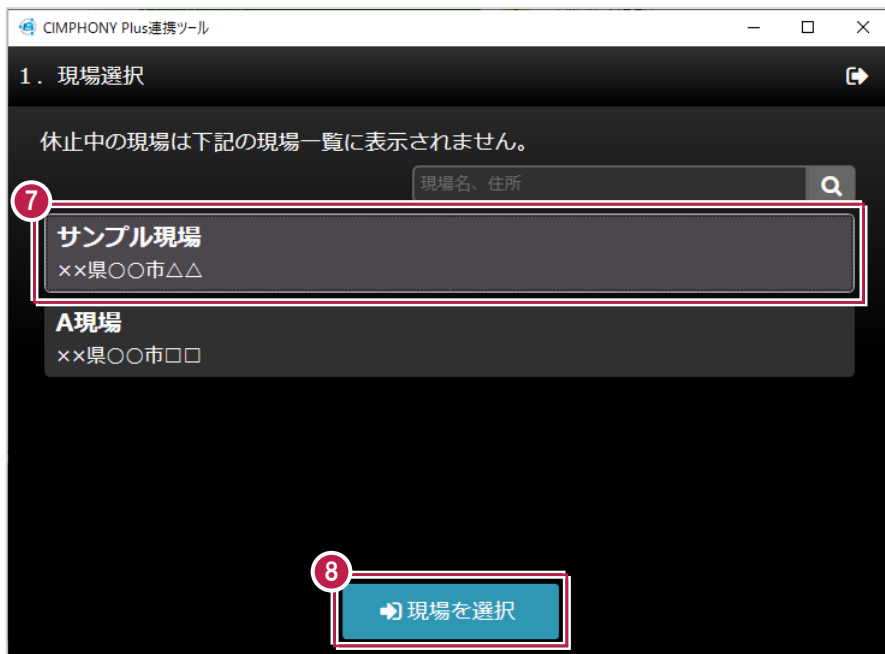 CIMPHONY Plus連携ツール
1. 現場選択
休止中の現場は下記の現場一覧に表示されません。
現場名、住所
7
サンプル現場
××県○○市△△
A現場
××県○○市□□
8
現場を選択